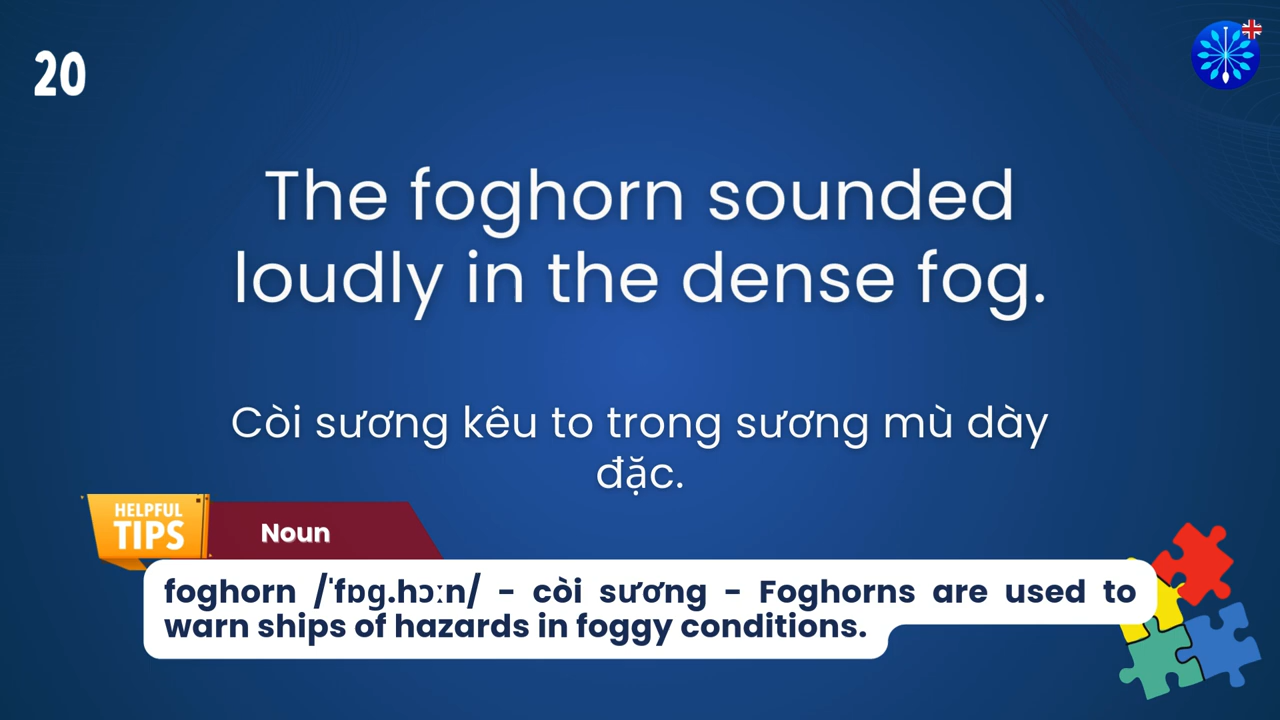 20
The foghorn sounded
loudly in the dense fog.
Còi sương kêu to trong sương mù dày
đặc.
HELPFUL
TIPS
Noun
foghorn /ˈfɒɡ.hɔːn/ - còi sương - Foghorns are used to
warn ships of hazards in foggy conditions.